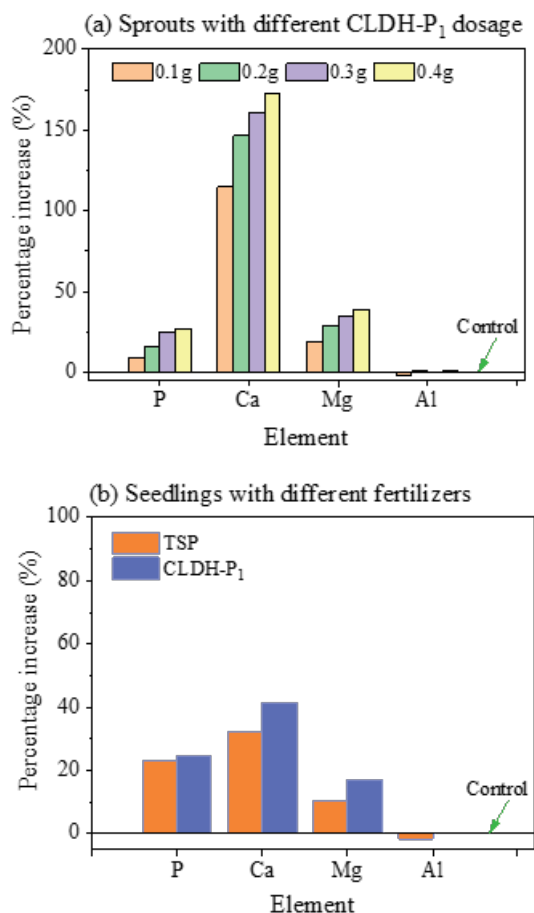 (a) Sprouts with different CLDH-P₁ dosage
200
150
100
50
0
Percentage increase (%)
0.1g 0.2g 0.3g 0.4g
Control
P Ca Mg Al
Element
(b) Seedlings with different fertilizers
100
80
60
40
20
0
Percentage increase (%)
TSP
CLDH-P₁
Control
P Ca Mg Al
Element